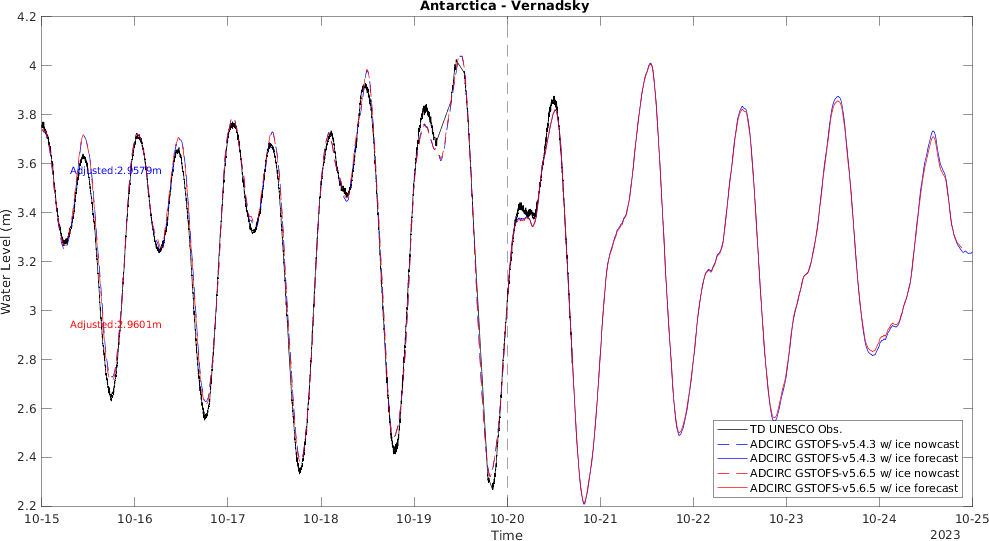 Antarctica - Vernadsky
Water Level (m)
4.2
4
3.8
3.6
3.4
3.2
3
2.8
2.6
2.4
2.2
Adjusted:2.9579m
Adjusted:2.9601m
TD UNESCO Obs.
ADCIRC GSTOFS-v5.4.3 w/ ice nowcast
ADCIRC GSTOFS-v5.4.3 w/ ice forecast
ADCIRC GSTOFS-v5.6.5 w/ ice nowcast
ADCIRC GSTOFS-v5.6.5 w/ ice forecast
10-15 10-16 10-17 10-18 10-19 10-20 10-21 10-22 10-23 10-24 10-25
Time
2023